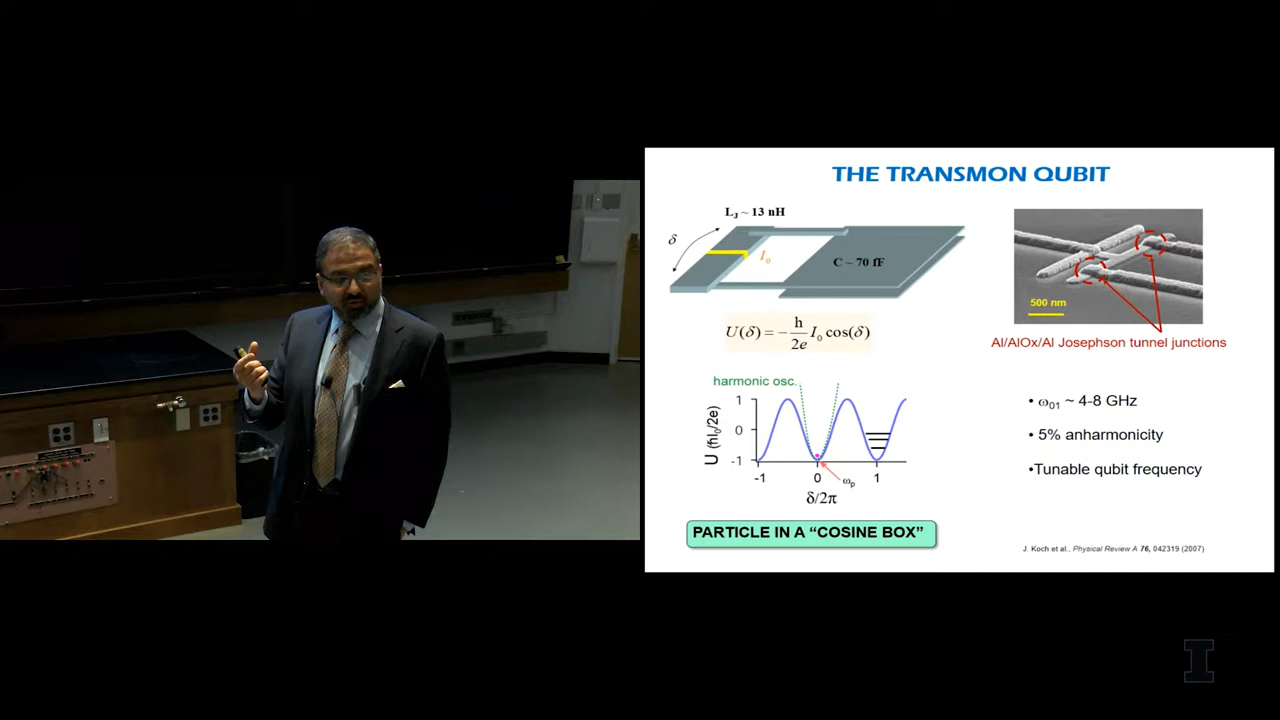 THE TRANSMON QUBIT
L_J ~ 13 nH
δ
I_0
C ~ 70 fF
U(δ) = − h/2e I_0 cos(δ)
500 nm
Al/AlOx/Al Josephson tunnel junctions
harmonic osc.
U (ħI_0/2e)
1
0
-1
-1
0
1
ω_p
δ/2π
PARTICLE IN A “COSINE BOX”
• ω_01 ~ 4-8 GHz
• 5% anharmonicity
•Tunable qubit frequency
J. Koch et al., Physical Review A 76, 042319 (2007)
I